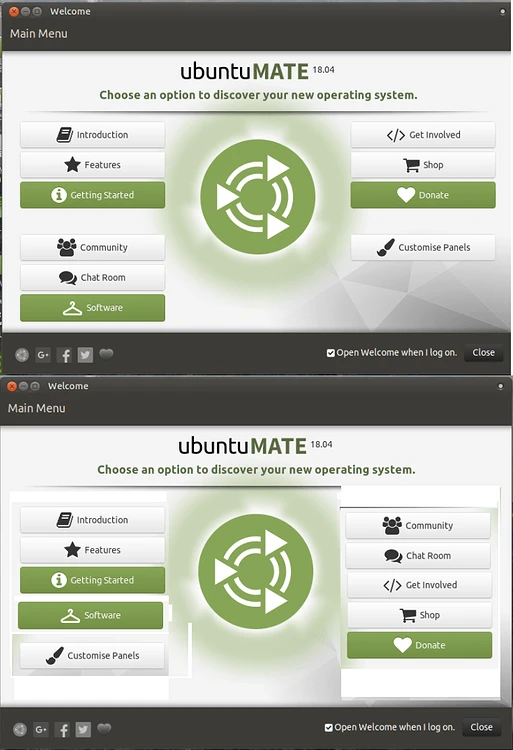 Welcome
Main Menu
ubuntuMATE 18.04
Choose an option to discover your new operating system.
Introduction
Features
Getting Started
Community
Chat Room
Software
Get Involved
Shop
Donate
Customise Panels
G+ f
Open Welcome when I log on. Close
Welcome
Main Menu
ubuntuMATE 18.04
Choose an option to discover your new operating system.
Introduction
Features
Getting Started
Software
Customise Panels
Community
Chat Room
Get Involved
Shop
Donate
G+ f
Open Welcome when I log on. Close